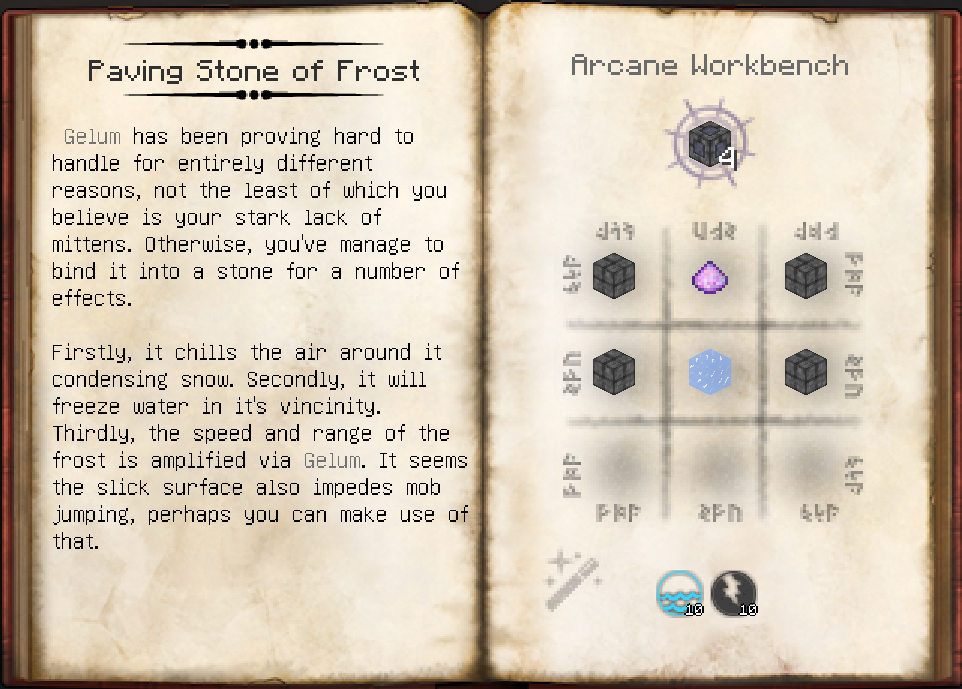 Paving Stone of Frost
Gelum has been proving hard to
handle for entirely different
reasons, not the least of which you
believe is your stark lack of
mittens. Otherwise, you've manage to
bind it into a stone for a number of
effects.
Firstly, it chills the air around it
condensing snow. Secondly, it will
freeze water in it's vincinity.
Thirdly, the speed and range of the
frost is amplified via Gelum. It seems
the slick surface also impedes mob
jumping, perhaps you can make use of
that.
Arcane Workbench
4
10 10